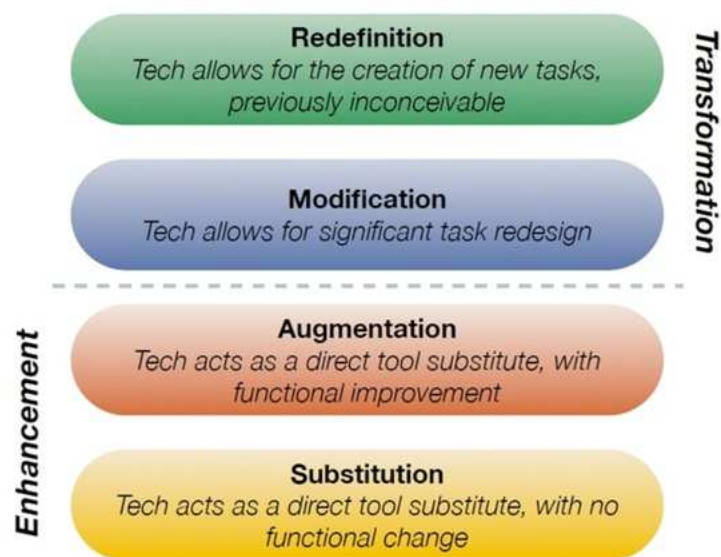 Redefinition
Tech allows for the creation of new tasks,
previously inconceivable
Modification
Tech allows for significant task redesign
Transformation
Augmentation
Tech acts as a direct tool substitute, with
functional improvement
Substitution
Tech acts as a direct tool substitute, with no
functional change
Enhancement